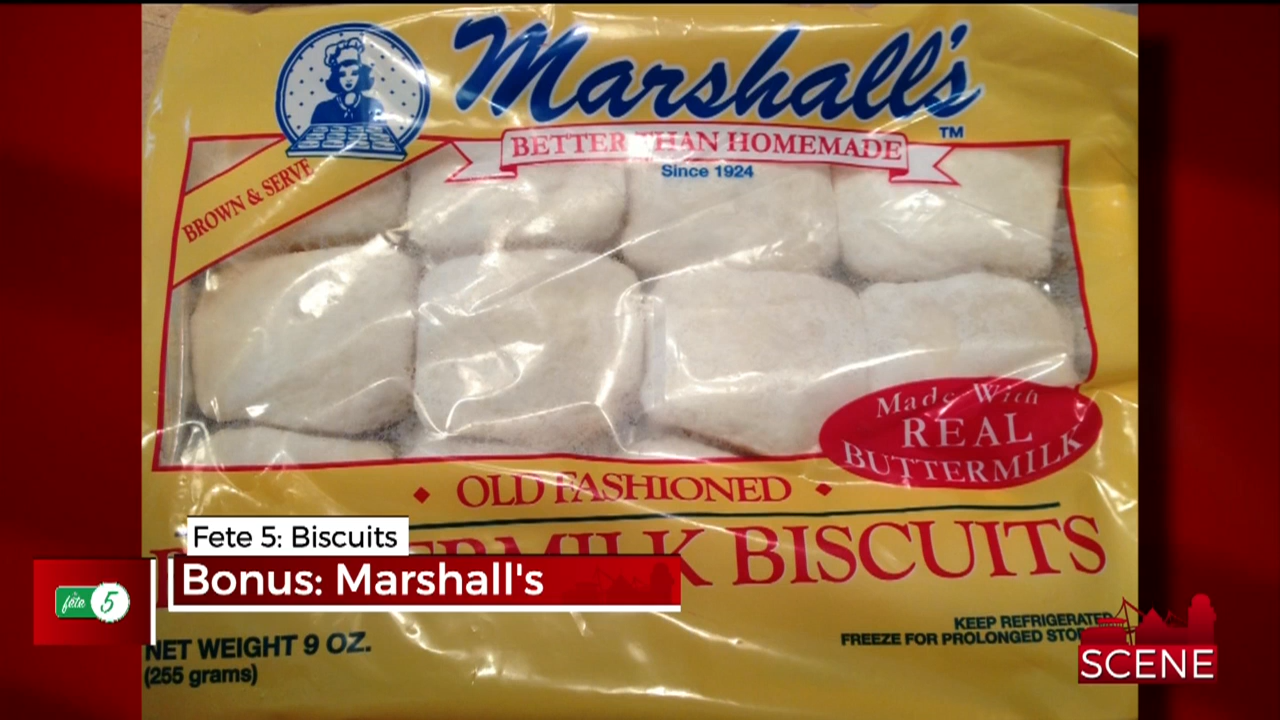 Marshall's
TM
BETTER THAN HOMEMADE
Since 1924
BROWN & SERVE
Made With
REAL
BUTTERMILK
OLD FASHIONED
BISCUITS
Fete 5: Biscuits
Bonus: Marshall's
fête 5
NET WEIGHT 9 OZ.
(255 grams)
KEEP REFRIGERATED
FREEZE FOR PROLONGED
SCENE